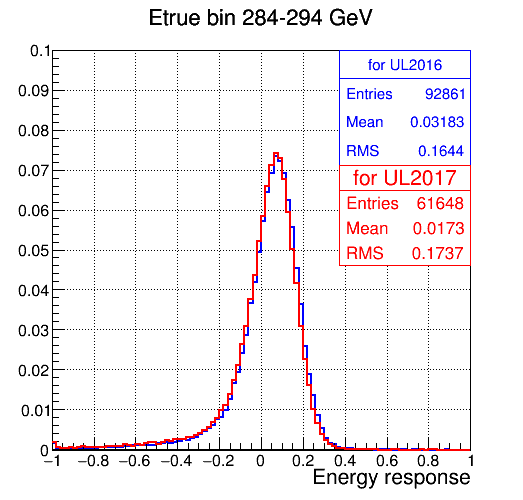 Etrue bin 284-294 GeV
for UL2016
Entries 92861
Mean 0.03183
RMS 0.1644
for UL2017
Entries 61648
Mean 0.0173
RMS 0.1737
0.1
0.09
0.08
0.07
0.06
0.05
0.04
0.03
0.02
0.01
0
−1 −0.8 −0.6 −0.4 −0.2 0 0.2 0.4 0.6 0.8 1
Energy response